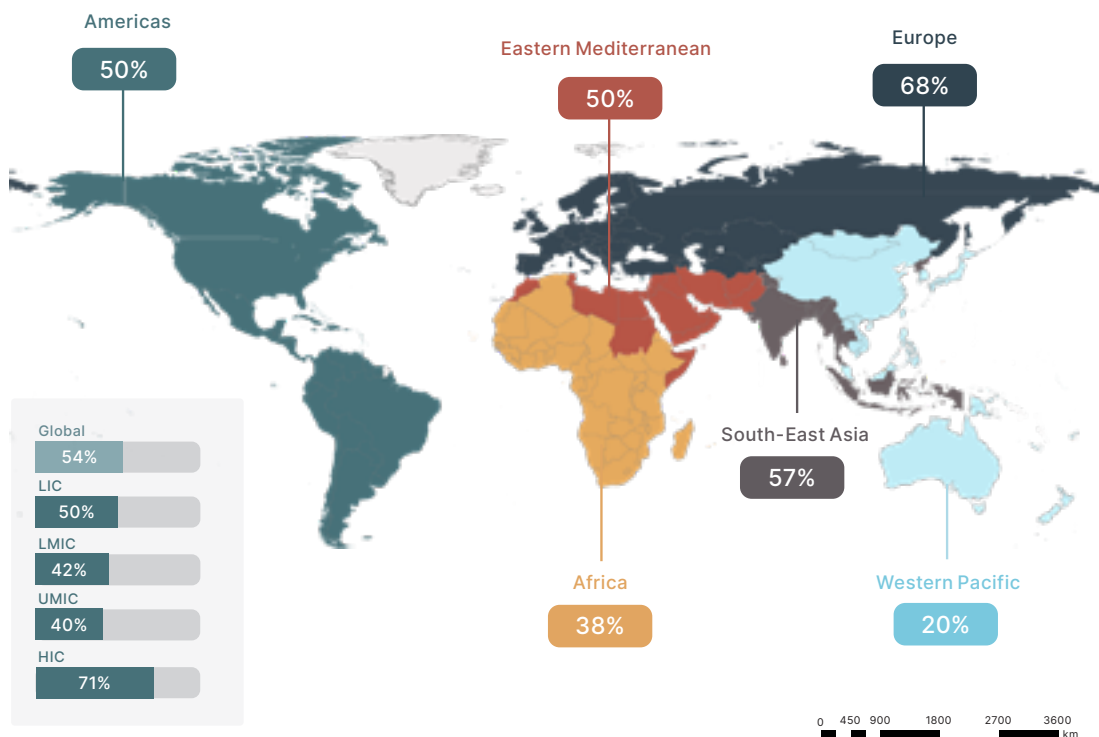 Americas
50%
Eastern Mediterranean
50%
Europe
68%
Global
54%
LIC
50%
LMIC
42%
UMIC
40%
HIC
71%
South-East Asia
57%
Africa
38%
Western Pacific
20%
0 450 900 1800 2700 3600
km